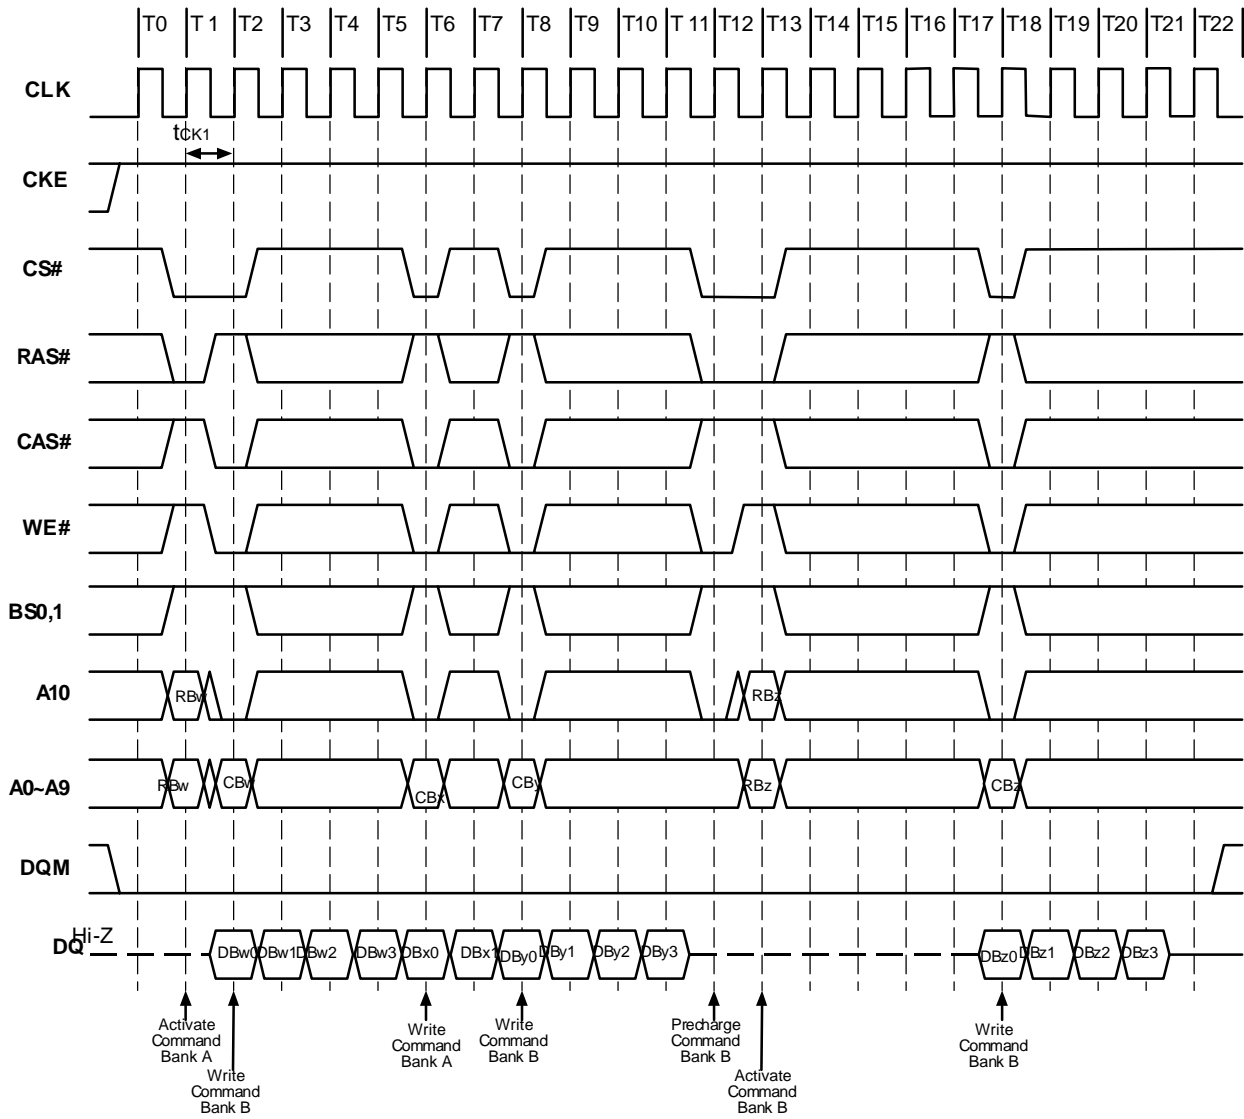 T0 T 1 T2 T3 T4 T5 T6 T7 T8 T9 T10 T 11 T12 T13 T14 T15 T16 T17 T18 T19 T20 T21 T22
CLK
tCK1
CKE
CS#
RAS#
CAS#
WE#
BS0,1
A10 RBw RBz
A0~A9 RBw CBw CBx CBy RBz CBz
DQM
DQ Hi-Z DBw0 DBw1 DBw2 DBw3 DBx0 DBx1 DBy0 DBy1 DBy2 DBy3 DBz0 DBz1 DBz2 DBz3
Activate
Command
Bank A
Write
Command
Bank B
Write
Command
Bank A
Write
Command
Bank B
Precharge
Command
Bank B
Activate
Command
Bank B
Write
Command
Bank B